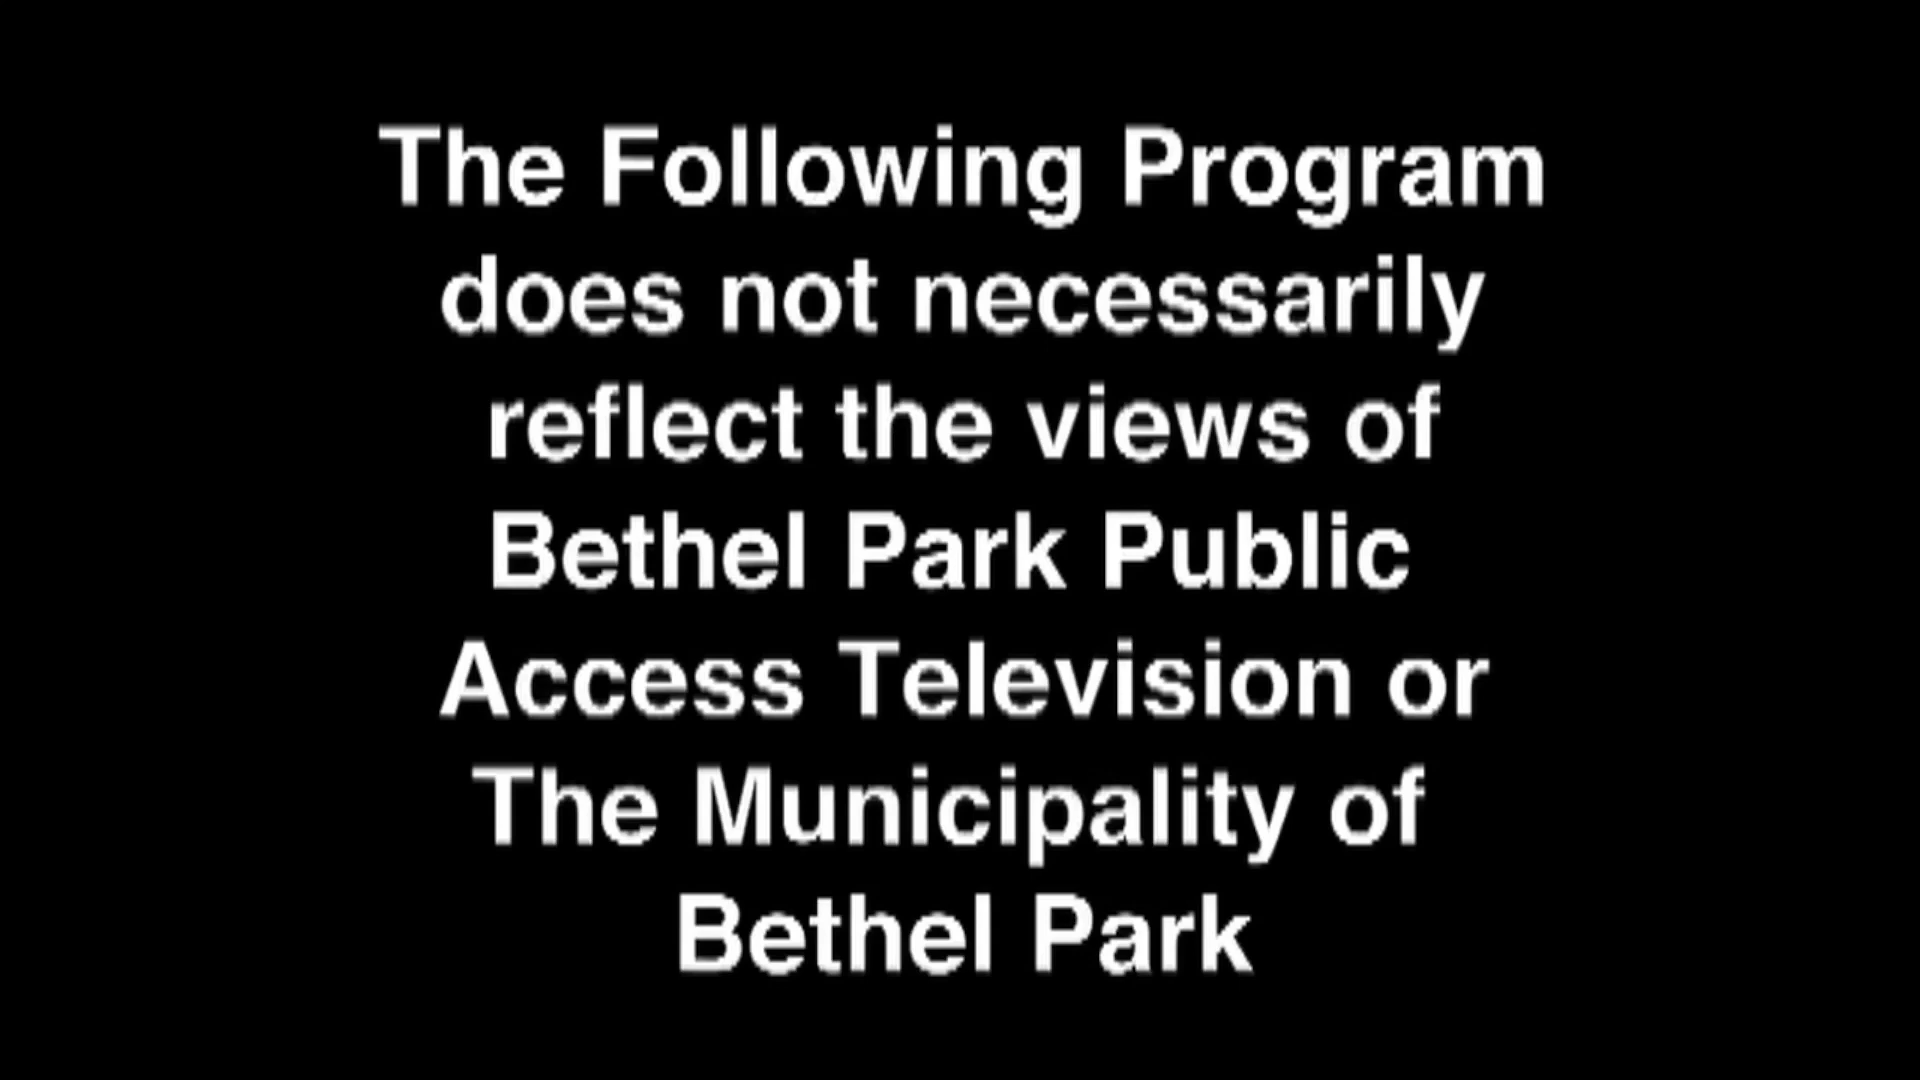 The Following Program
does not necessarily
reflect the views of
Bethel Park Public
Access Television or
The Municipality of
Bethel Park